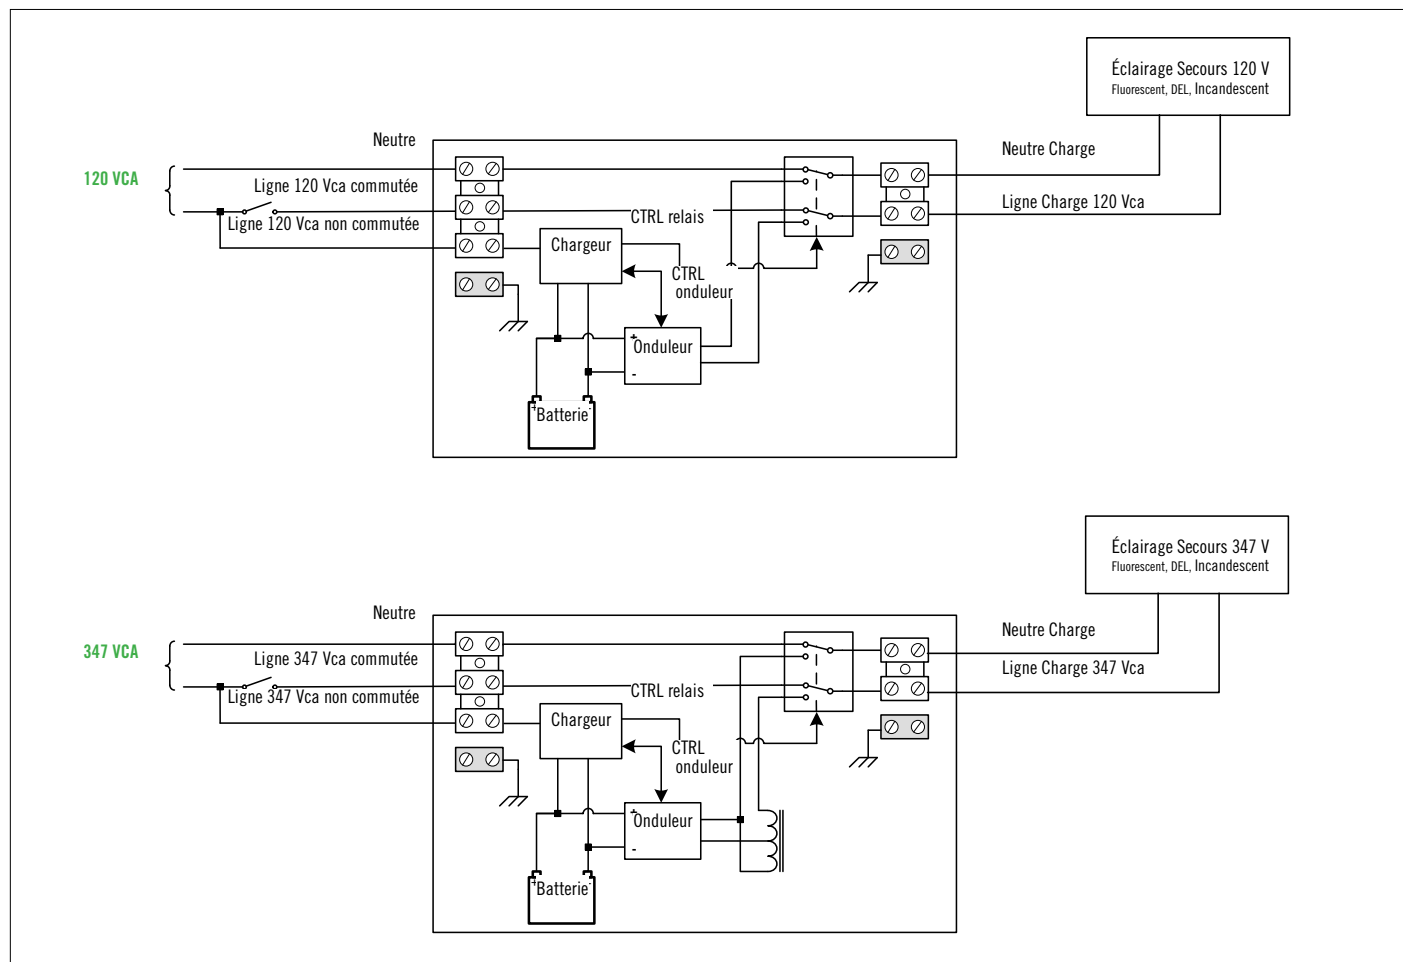 Éclairage Secours 120 V
Fluorescent, DEL, Incandescent
Neutre
Neutre Charge
120 VCA
Ligne 120 Vca commutée
Ligne Charge 120 Vca
Ligne 120 Vca non commutée
CTRL relais
Chargeur
CTRL
onduleur
+
Onduleur
-
+
Batterie
-
Éclairage Secours 347 V
Fluorescent, DEL, Incandescent
Neutre
Neutre Charge
347 VCA
Ligne 347 Vca commutée
Ligne Charge 347 Vca
Ligne 347 Vca non commutée
CTRL relais
Chargeur
CTRL
onduleur
+
Onduleur
-
+
Batterie
-